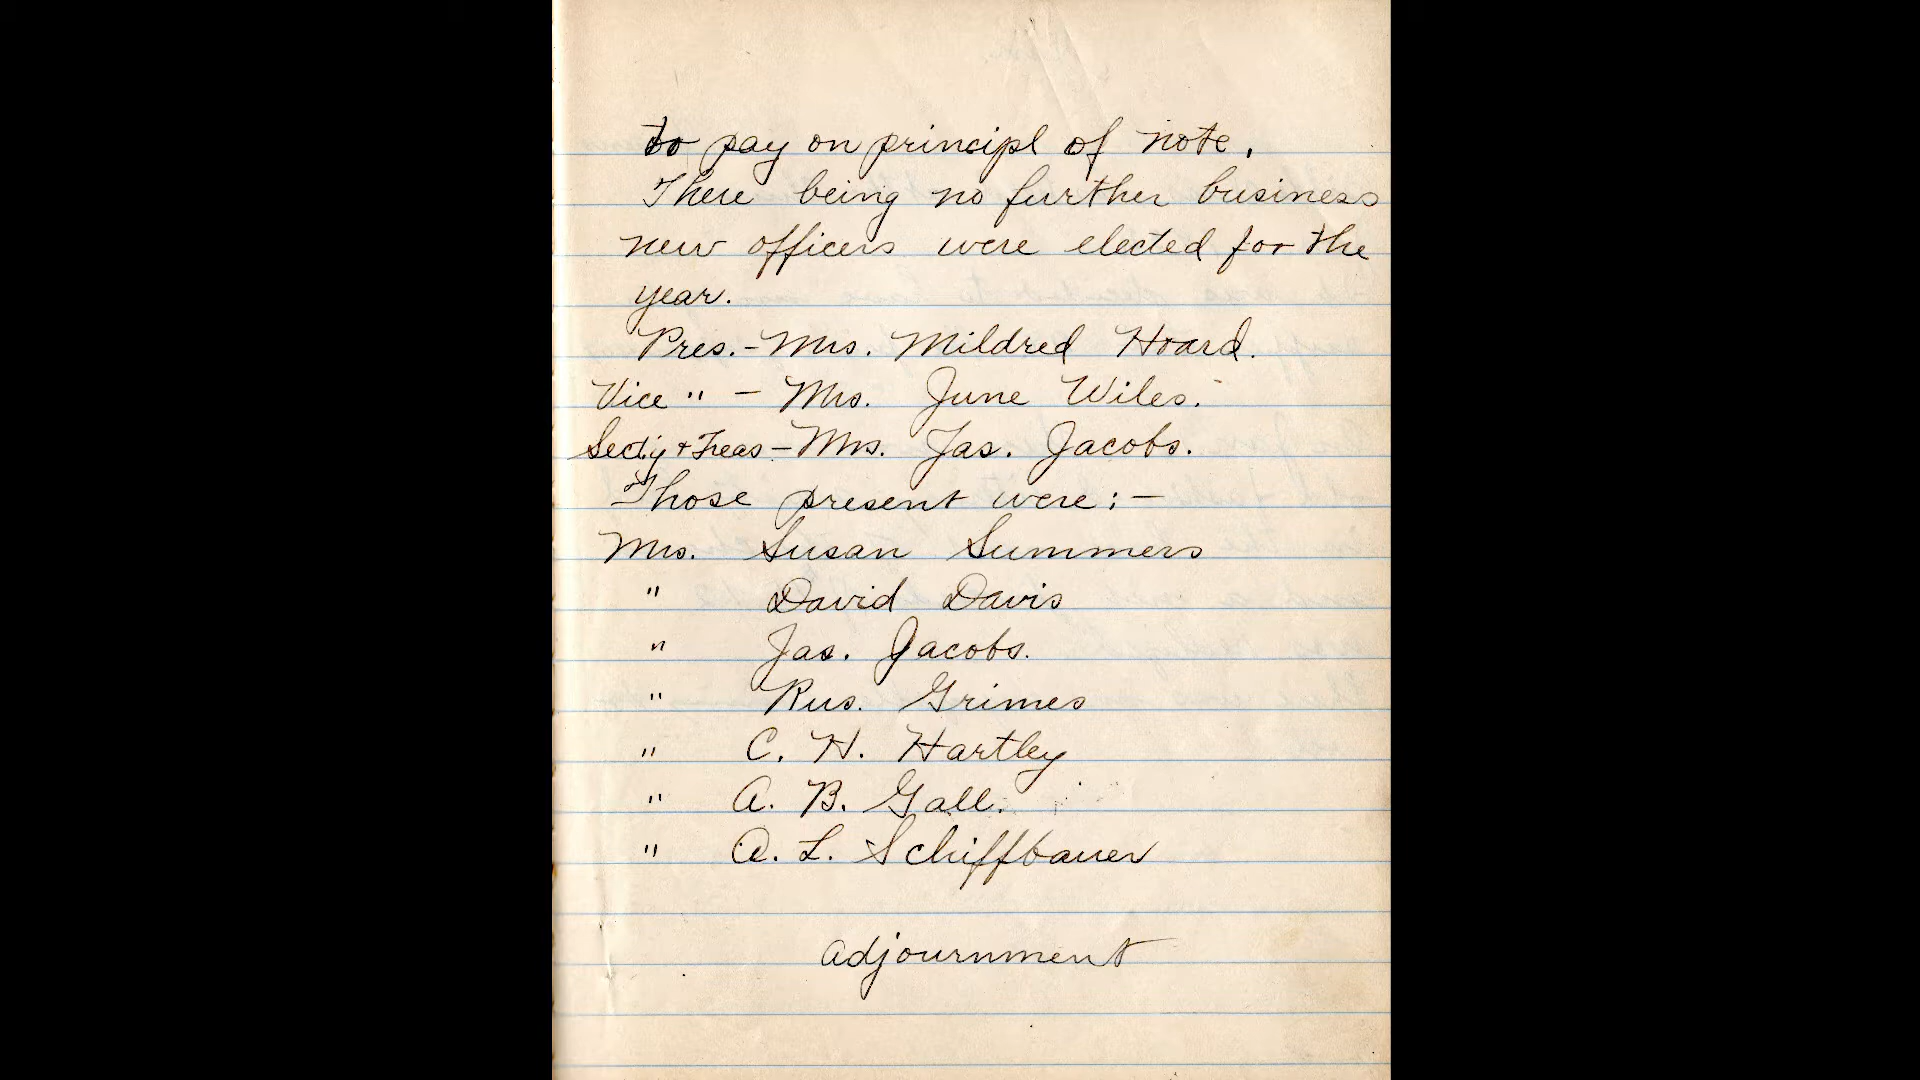 to pay on principl of note.
There being no further business
new officers were elected for the
year.
Pres. - Mrs. Mildred Hoard.
Vice " - Mrs. June Wiles.
Sect'y + Treas - Mrs. Jas. Jacobs.
Those present were: -
Mrs. Susan Summers
" David Davis
" Jas. Jacobs.
" Rus. Grimes
" C. H. Hartley
" A. B. Gall.
" A. L. Schiffbauer
adjournment